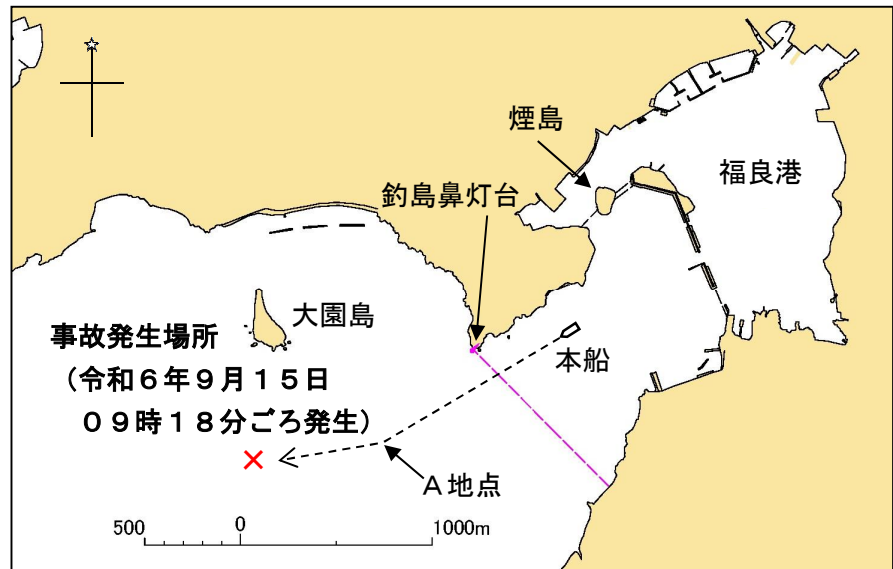 煙島
福良港
釣島鼻灯台
大園島
本船
事故発生場所
（令和６年９月１５日
０９時１８分ごろ発生）
Ａ地点
500 0 1000m